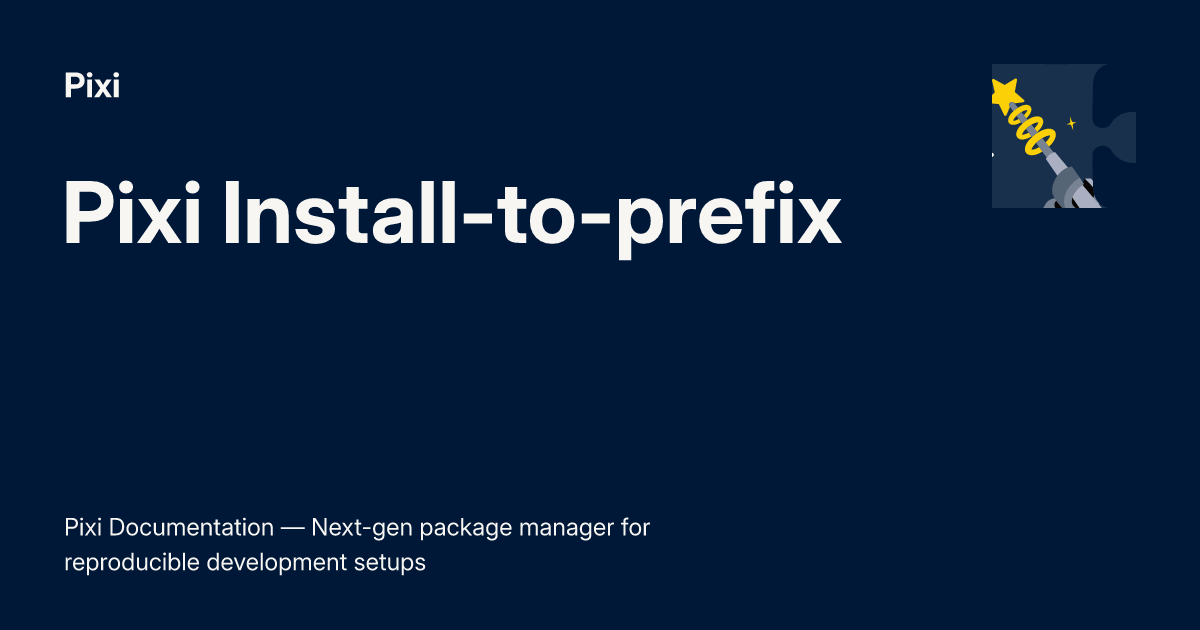 Pixi
Pixi Install-to-prefix
Pixi Documentation — Next-gen package manager for
reproducible development setups